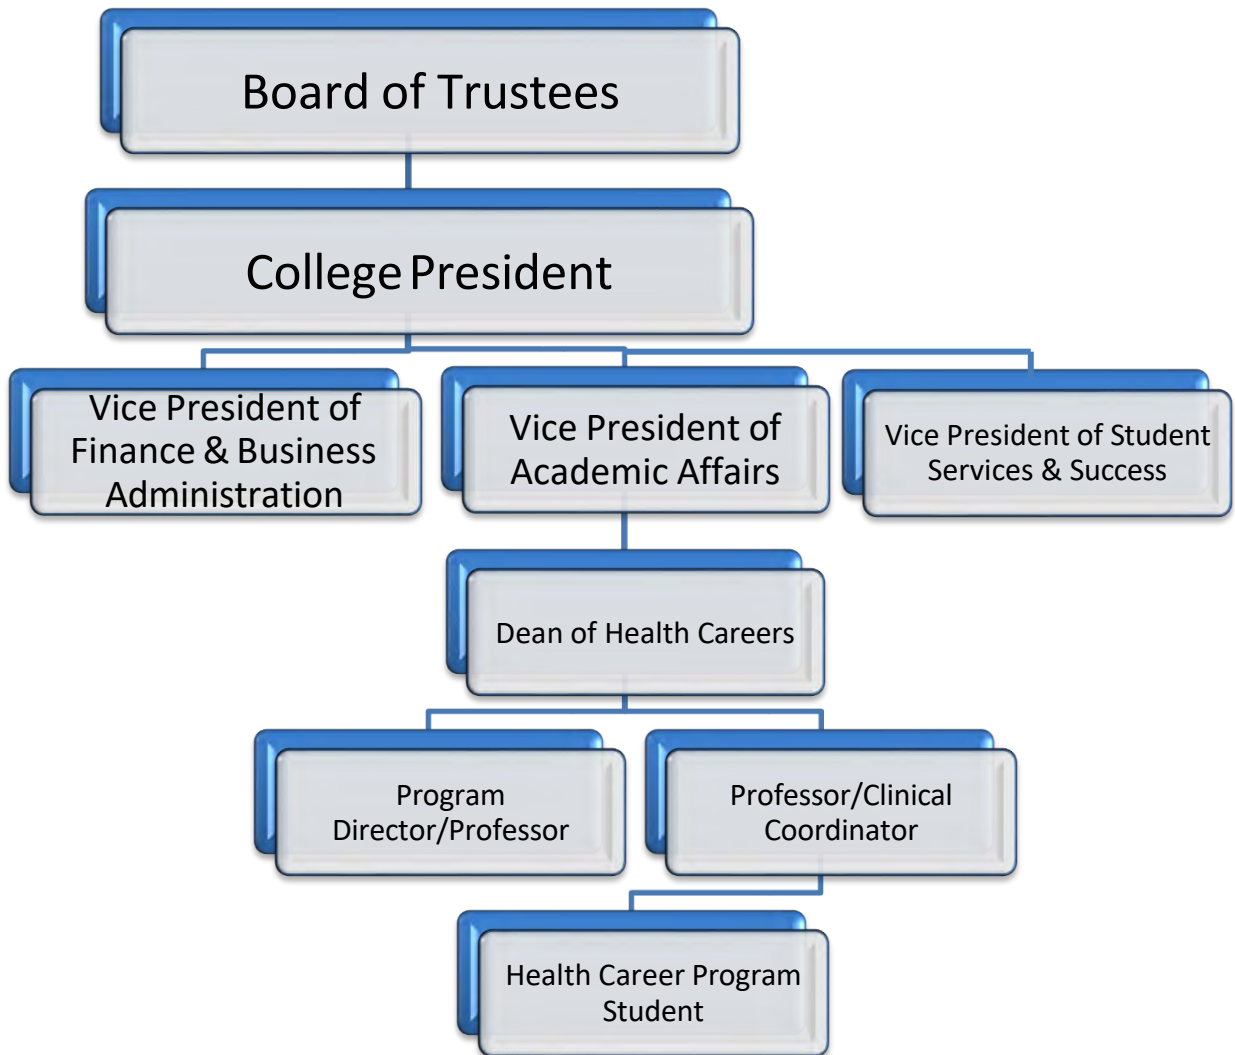 Board of Trustees
College President
Vice President of
Finance & Business
Administration
Vice President of
Academic Affairs
Vice President of Student
Services & Success
Dean of Health Careers
Program
Director/Professor
Professor/Clinical
Coordinator
Health Career Program
Student